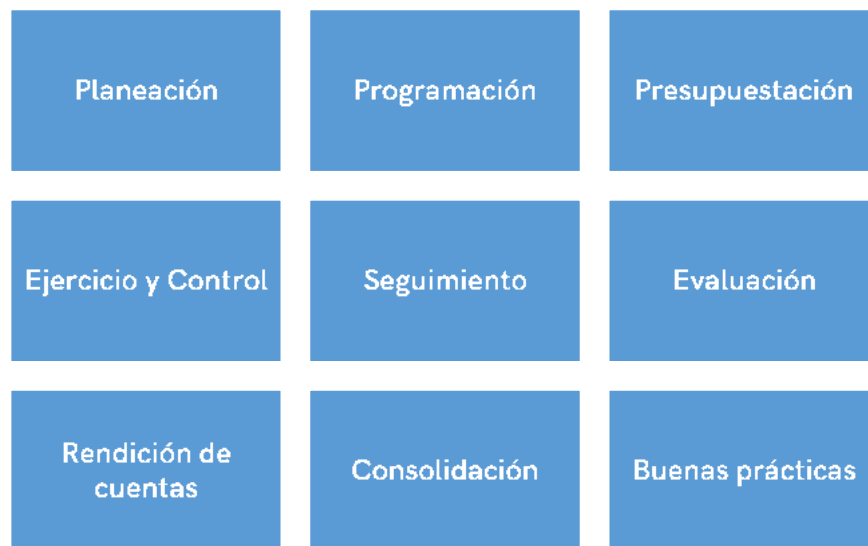 Planeación
Programación
Presupuestación
Ejercicio y Control
Seguimiento
Evaluación
Rendición de
cuentas
Consolidación
Buenas prácticas